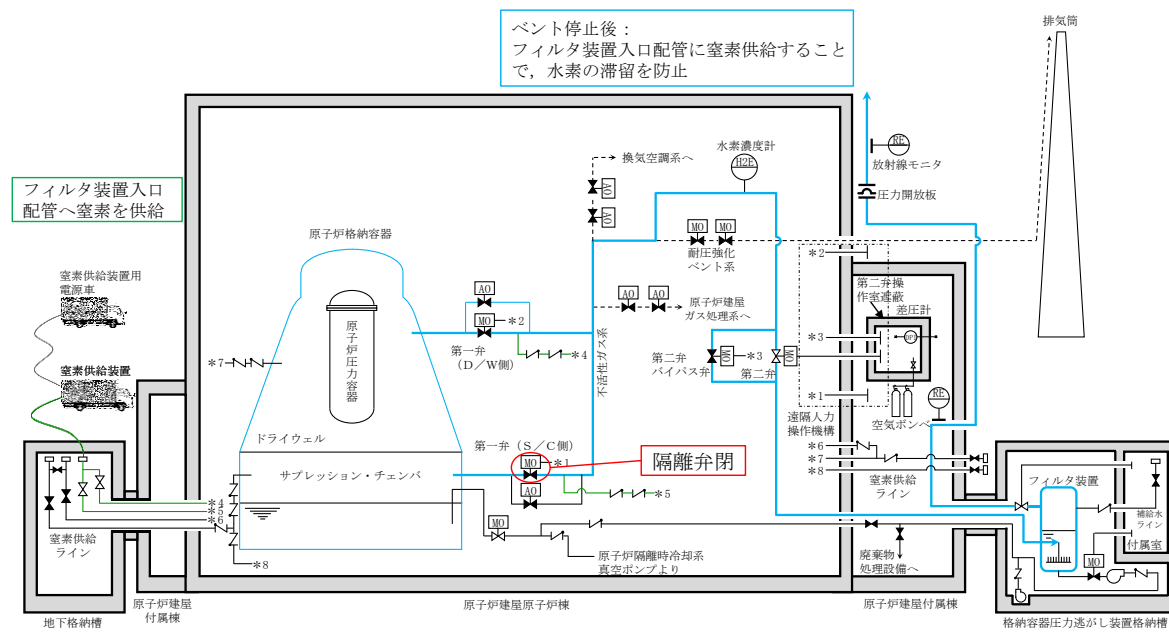 ベント停止後：
フィルタ装置入口配管に窒素供給すること
で，水素の滞留を防止
排気筒
フィルタ装置入口
配管へ窒素を供給
窒素供給装置用
電源車
窒素供給装置
原子炉格納容器
原子炉圧力容器
ドライウェル
サプレッション・チェンバ
＊7
換気空調系へ
AO
AO
水素濃度計
H2E
MO
MO
耐圧強化
ベント系
AO
AO
原子炉建屋
ガス処理系へ
AO
MO
＊2
第一弁
（D／W側）
＊4
不活性ガス系
第二弁
バイパス弁
MO
＊3
第二弁
MO
第一弁（S／C側）
MO
＊1
AO
＊5
隔離弁閉
RE
放射線モニタ
圧力開放板
＊2
第二弁操
作室遮蔽
差圧計
DPI
＊3
＊1
空気ボンベ
RE
遠隔人力
操作機構
＊6
＊7
＊8
窒素供給
ライン
フィルタ装置
補給水
ライン
付属室
MO
MO
原子炉隔離時冷却系
真空ポンプより
廃棄物
処理設備へ
＊4
＊5
＊6
＊8
窒素供給
ライン
地下格納槽
原子炉建屋
付属棟
原子炉建屋原子炉棟
原子炉建屋付属棟
格納容器圧力逃がし装置格納槽